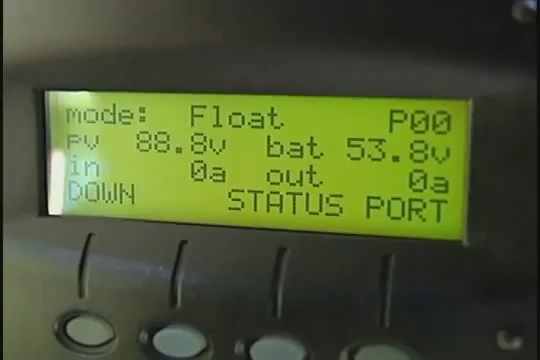 mode: Float P00
pv 88.8v bat 53.8v
in 0a out 0a
DOWN STATUS PORT